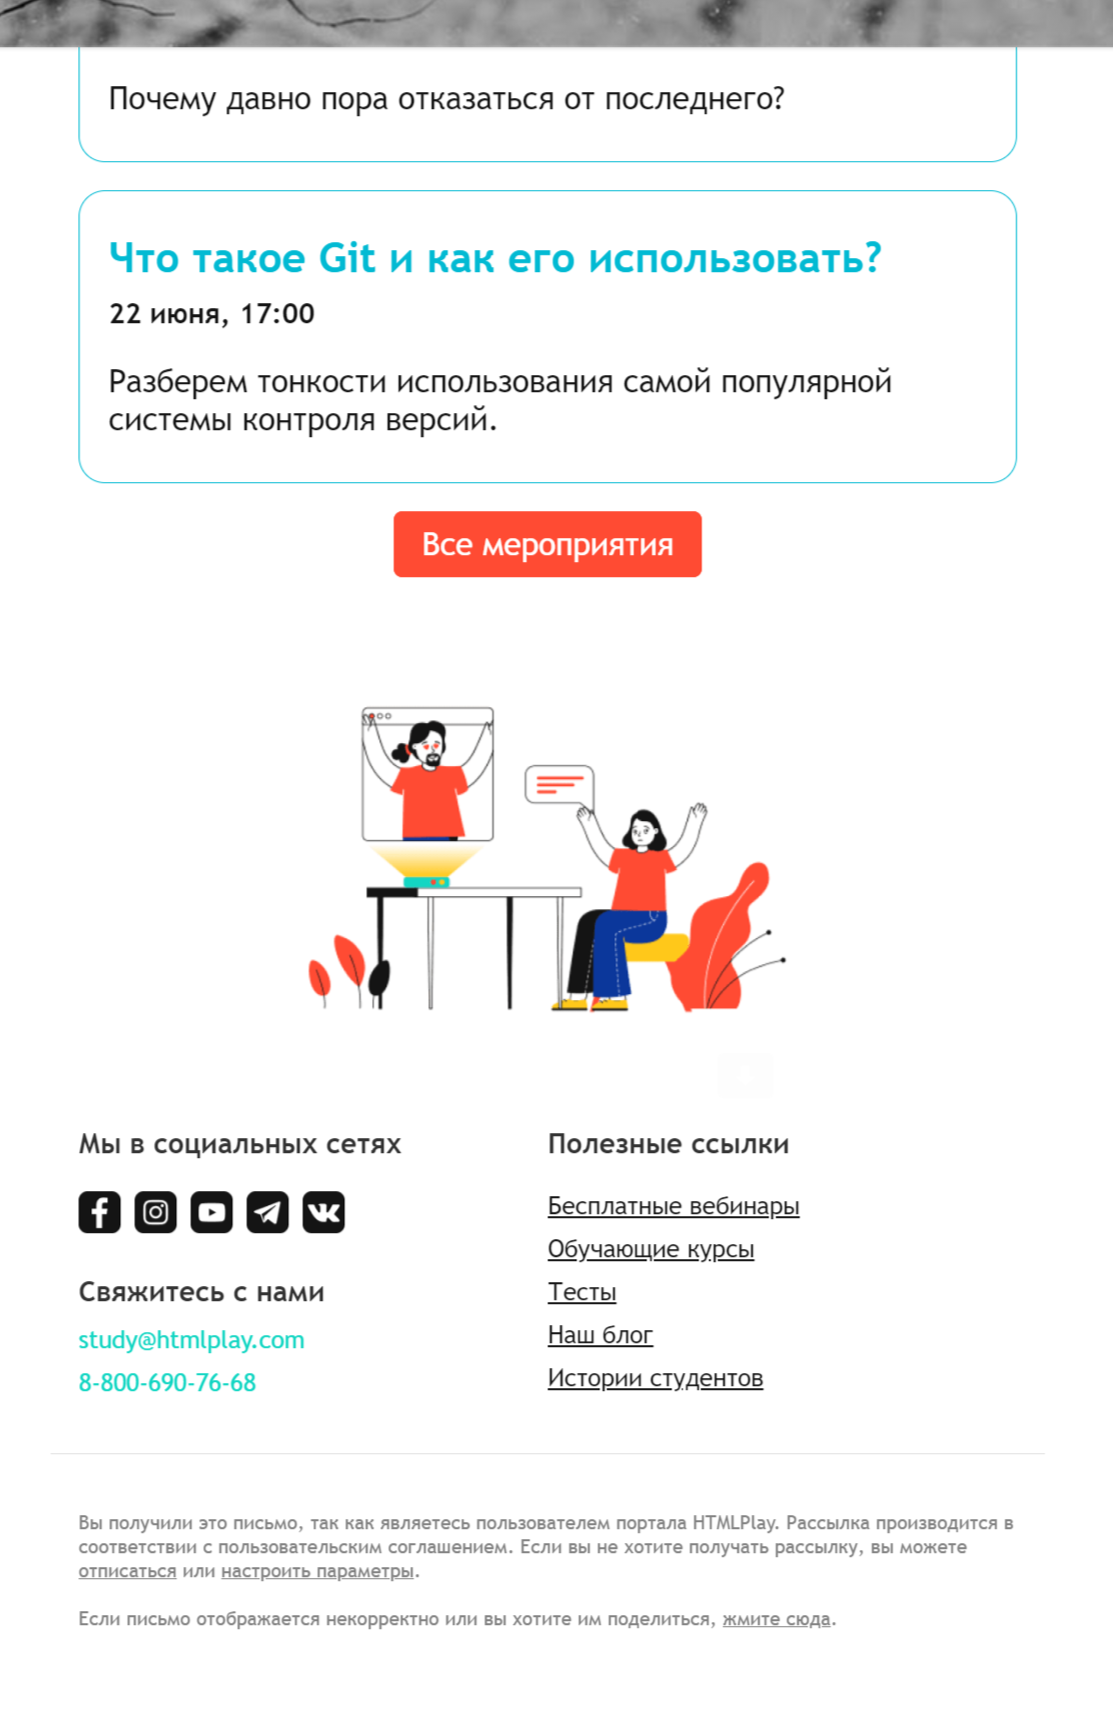 Почему давно пора отказаться от последнего?
Что такое Git и как его использовать?
22 июня, 17:00
Разберем тонкости использования самой популярной
системы контроля версий.
Все мероприятия
Мы в социальных сетях
Свяжитесь с нами
study@htmlplay.com
8-800-690-76-68
Полезные ссылки
Бесплатные вебинары
Обучающие курсы
Тесты
Наш блог
Истории студентов
Вы получили это письмо, так как являетесь пользователем портала HTMLPlay. Рассылка производится в
соответствии с пользовательским соглашением. Если вы не хотите получать рассылку, вы можете
отписаться или настроить параметры.
Если письмо отображается некорректно или вы хотите им поделиться, жмите сюда.